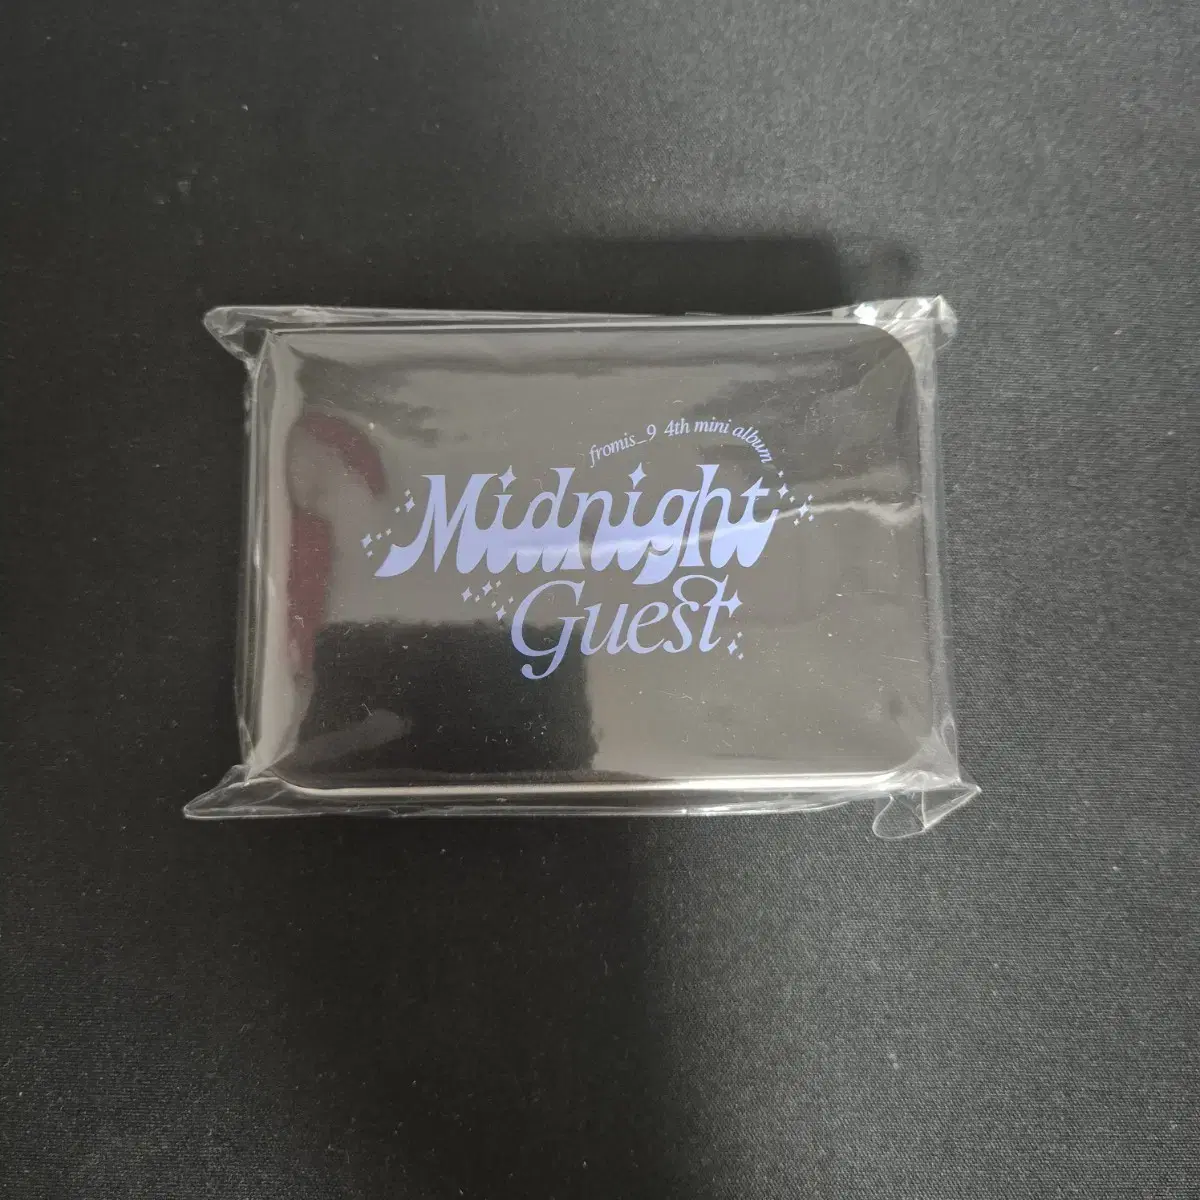 fromis_9 4th mini album
Midnight
Guest